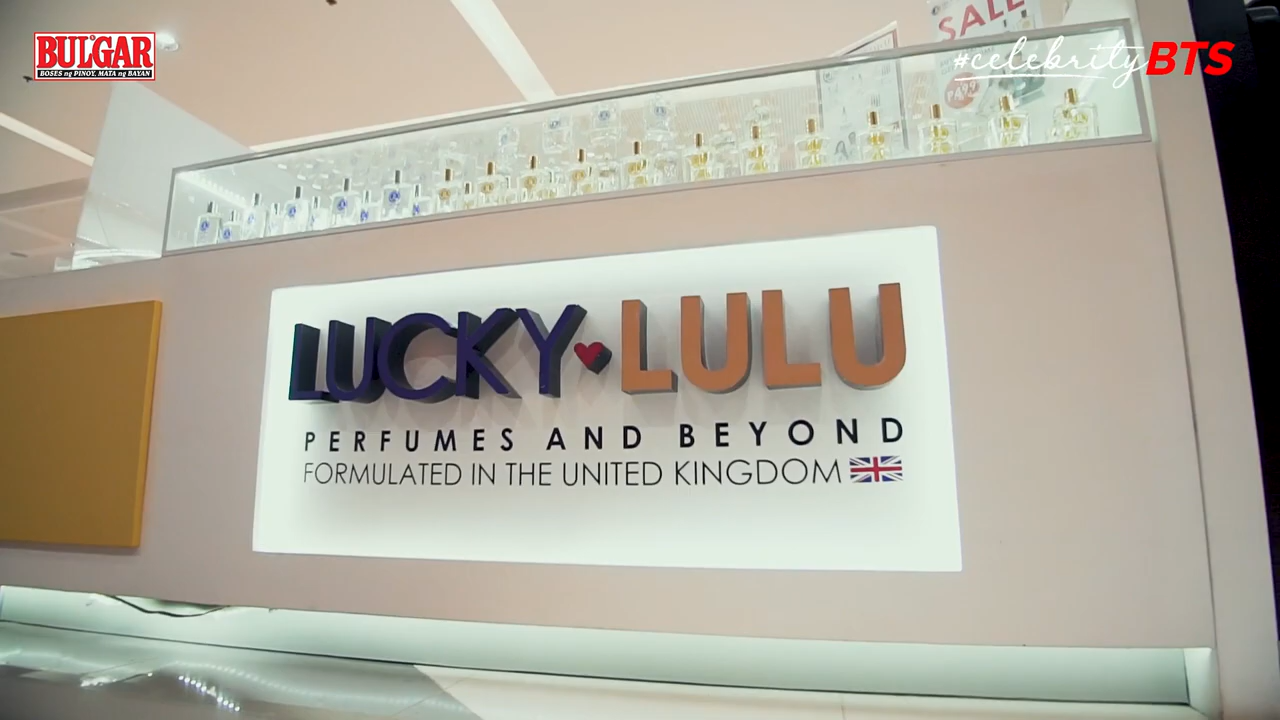 BULGAR
BOSES ng PINOY, MATA ng BAYAN
#celebrityBTS
SALE
P499
LUCKY LULU
PERFUMES AND BEYOND
FORMULATED IN THE UNITED KINGDOM